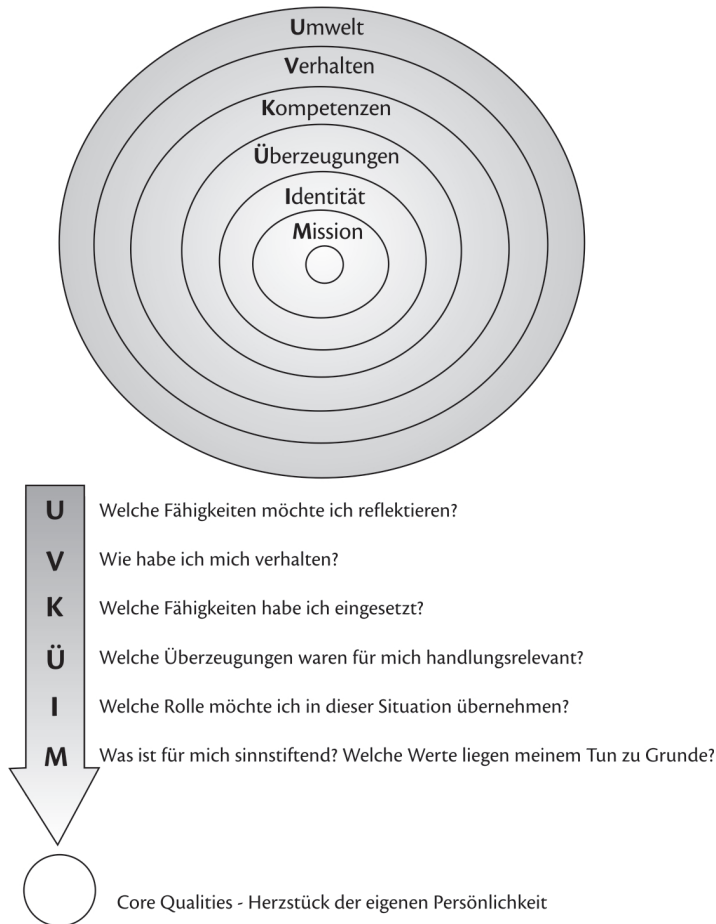 Umwelt
Verhalten
Kompetenzen
Überzeugungen
Identität
Mission
U Welche Fähigkeiten möchte ich reflektieren?
V Wie habe ich mich verhalten?
K Welche Fähigkeiten habe ich eingesetzt?
Ü Welche Überzeugungen waren für mich handlungsrelevant?
I Welche Rolle möchte ich in dieser Situation übernehmen?
M Was ist für mich sinnstiftend? Welche Werte liegen meinem Tun zu Grunde?
Core Qualities - Herzstück der eigenen Persönlichkeit